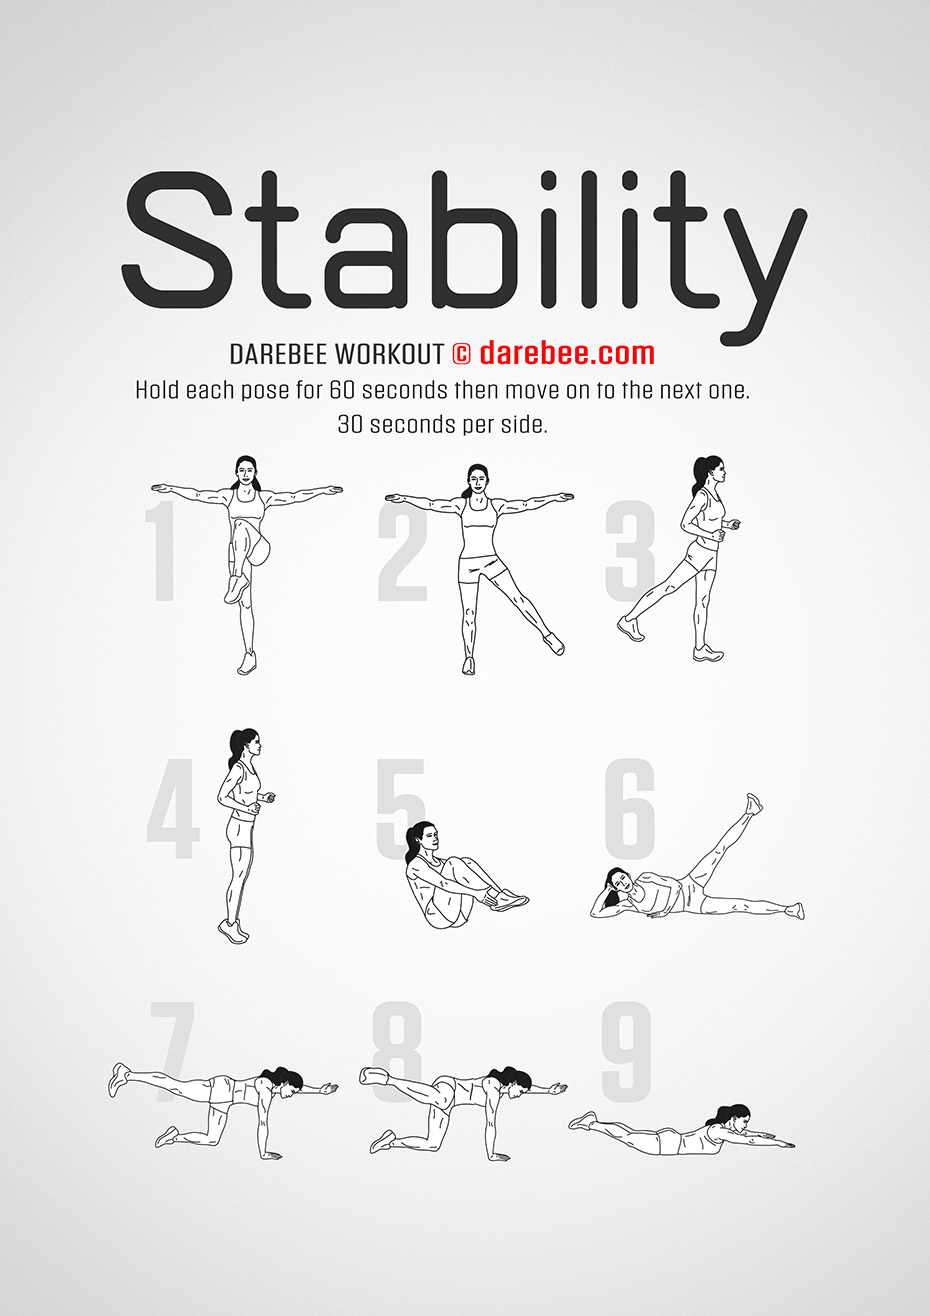 Stability
DAREBEE WORKOUT © darebee.com
Hold each pose for 60 seconds then move on to the next one.
30 seconds per side.
1
2
3
4
5
6
7
8
9